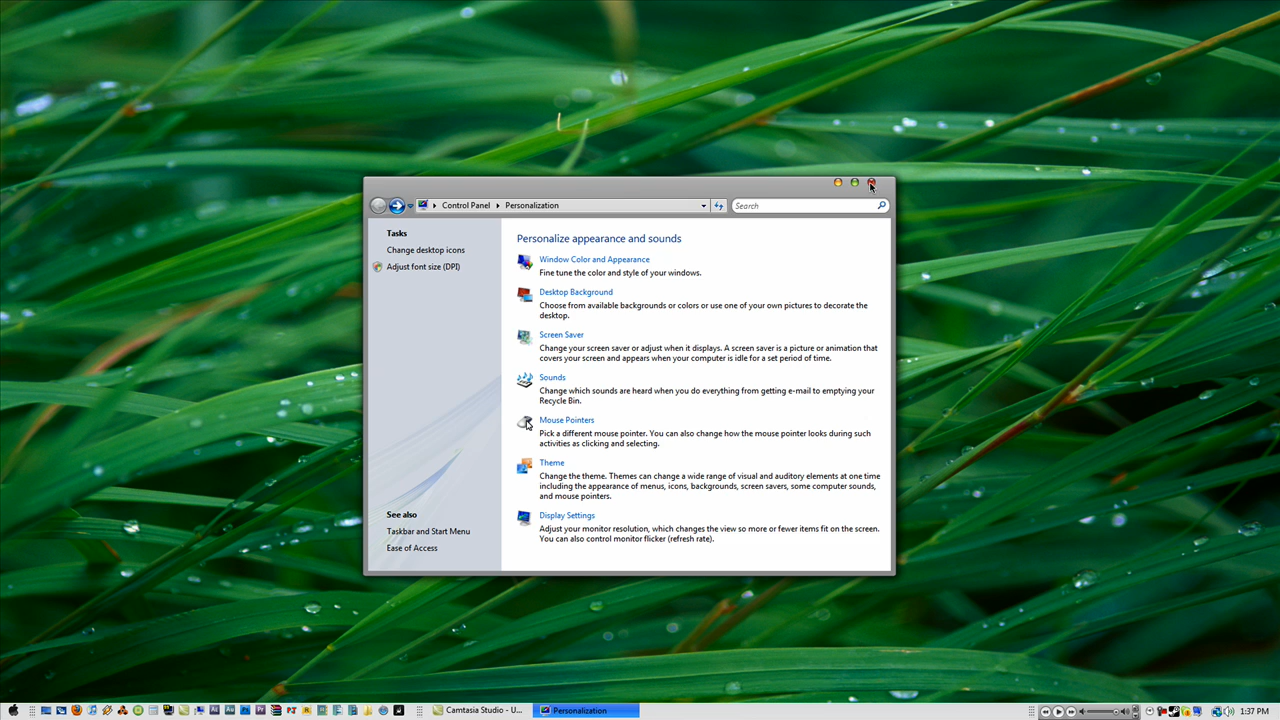 Control Panel
Personalization
Search
Tasks
Change desktop icons
Adjust font size (DPI)
Personalize appearance and sounds
Window Color and Appearance
Fine tune the color and style of your windows.
Desktop Background
Choose from available backgrounds or colors or use one of your own pictures to decorate the
desktop.
Screen Saver
Change your screen saver or adjust when it displays. A screen saver is a picture or animation that
covers your screen and appears when your computer is idle for a set period of time.
Sounds
Change which sounds are heard when you do everything from getting e-mail to emptying your
Recycle Bin.
Mouse Pointers
Pick a different mouse pointer. You can also change how the mouse pointer looks during such
activities as clicking and selecting.
Theme
Change the theme. Themes can change a wide range of visual and auditory elements at one time
including the appearance of menus, icons, backgrounds, screen savers, some computer sounds,
and mouse pointers.
Display Settings
Adjust your monitor resolution, which changes the view so more or fewer items fit on the screen.
You can also control monitor flicker (refresh rate).
See also
Taskbar and Start Menu
Ease of Access
Camtasia Studio - U...
Personalization
1:37 PM